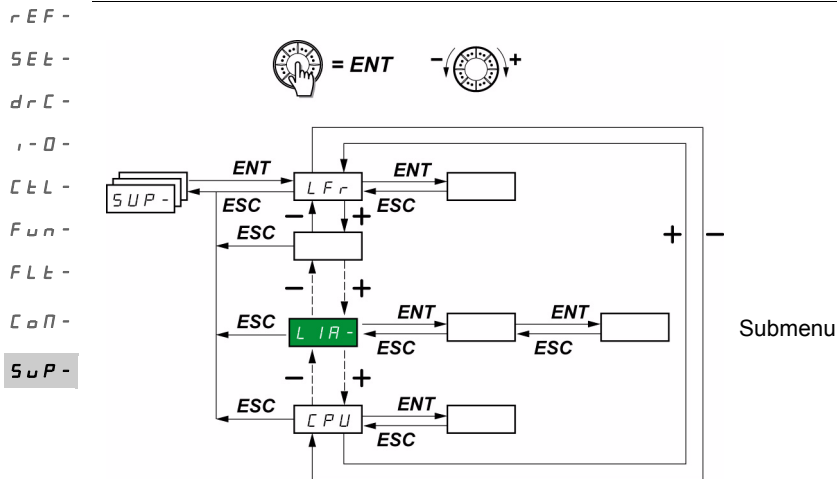 rEF-
SEt-
drC-
i-O-
CtL-
Fun-
FLt-
CoM-
SuP-
= ENT
- +
ENT
ENT
SUP-
LFr
ESC
ESC
- +
ESC
+ -
- +
ENT
ENT
ESC
LIA-
Submenu
ESC
ESC
- +
ESC
ENT
CPU
ESC